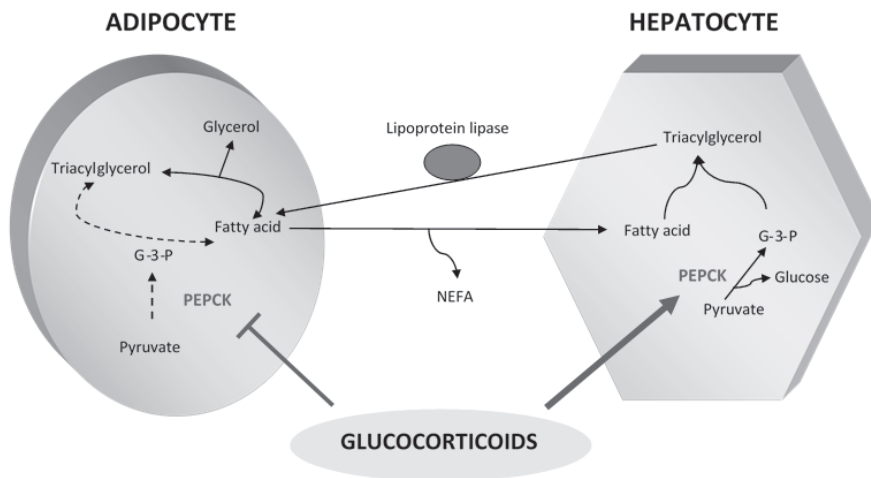 ADIPOCYTE
HEPATOCYTE
Glycerol
Lipoprotein lipase
Triacylglycerol
Triacylglycerol
Fatty acid
Fatty acid
G-3-P
G-3-P
PEPCK
NEFA
PEPCK
Glucose
Pyruvate
Pyruvate
GLUCOCORTICOIDS